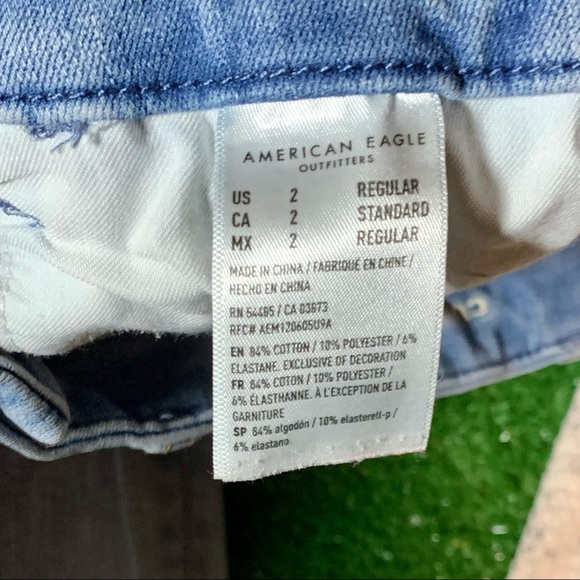 AMERICAN EAGLE
OUTFITTERS
US 2 REGULAR
CA 2 STANDARD
MX 2 REGULAR
MADE IN CHINA / FABRIQUÉ EN CHINE /
HECHO EN CHINA
RN 54485 / CA 03673
RFC# AEM120605U9A
EN 84% COTTON / 10% POLYESTER / 6%
ELASTANE. EXCLUSIVE OF DECORATION
FR 84% COTON / 10% POLYESTER /
6% ÉLASTHANNE. À L'EXCEPTION DE LA
GARNITURE
SP 84% algodón / 10% elasterell-p /
6% elastano